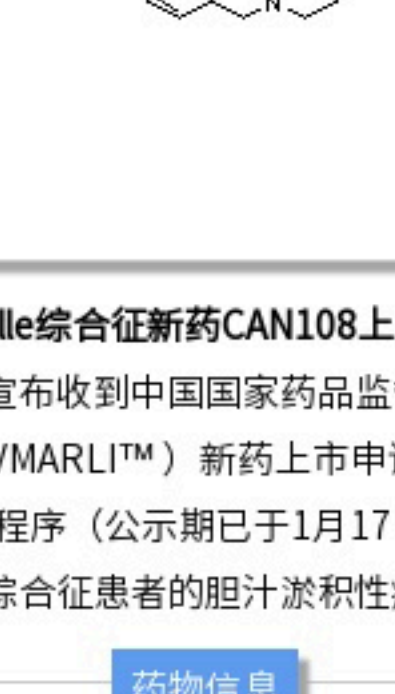 N
lle综合征新药CAN108上
宣布收到中国国家药品监
/MARLI™）新药上市申
程序（公示期已于1月17
综合征患者的胆汁淤积性
药物信息